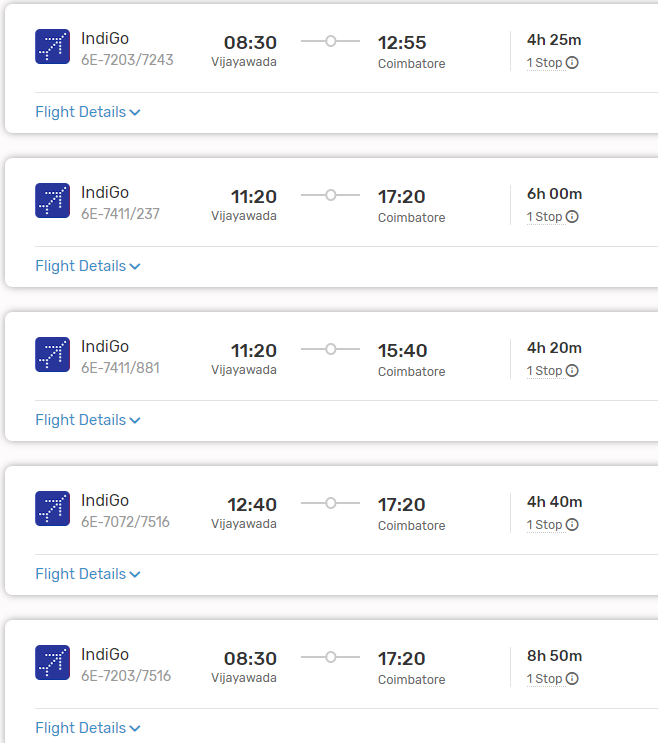 IndiGo 08:30 12:55 4h 25m
6E-7203/7243 Vijayawada Coimbatore 1 Stop
Flight Details
IndiGo 11:20 17:20 6h 00m
6E-7411/237 Vijayawada Coimbatore 1 Stop
Flight Details
IndiGo 11:20 15:40 4h 20m
6E-7411/881 Vijayawada Coimbatore 1 Stop
Flight Details
IndiGo 12:40 17:20 4h 40m
6E-7072/7516 Vijayawada Coimbatore 1 Stop
Flight Details
IndiGo 08:30 17:20 8h 50m
6E-7203/7516 Vijayawada Coimbatore 1 Stop
Flight Details